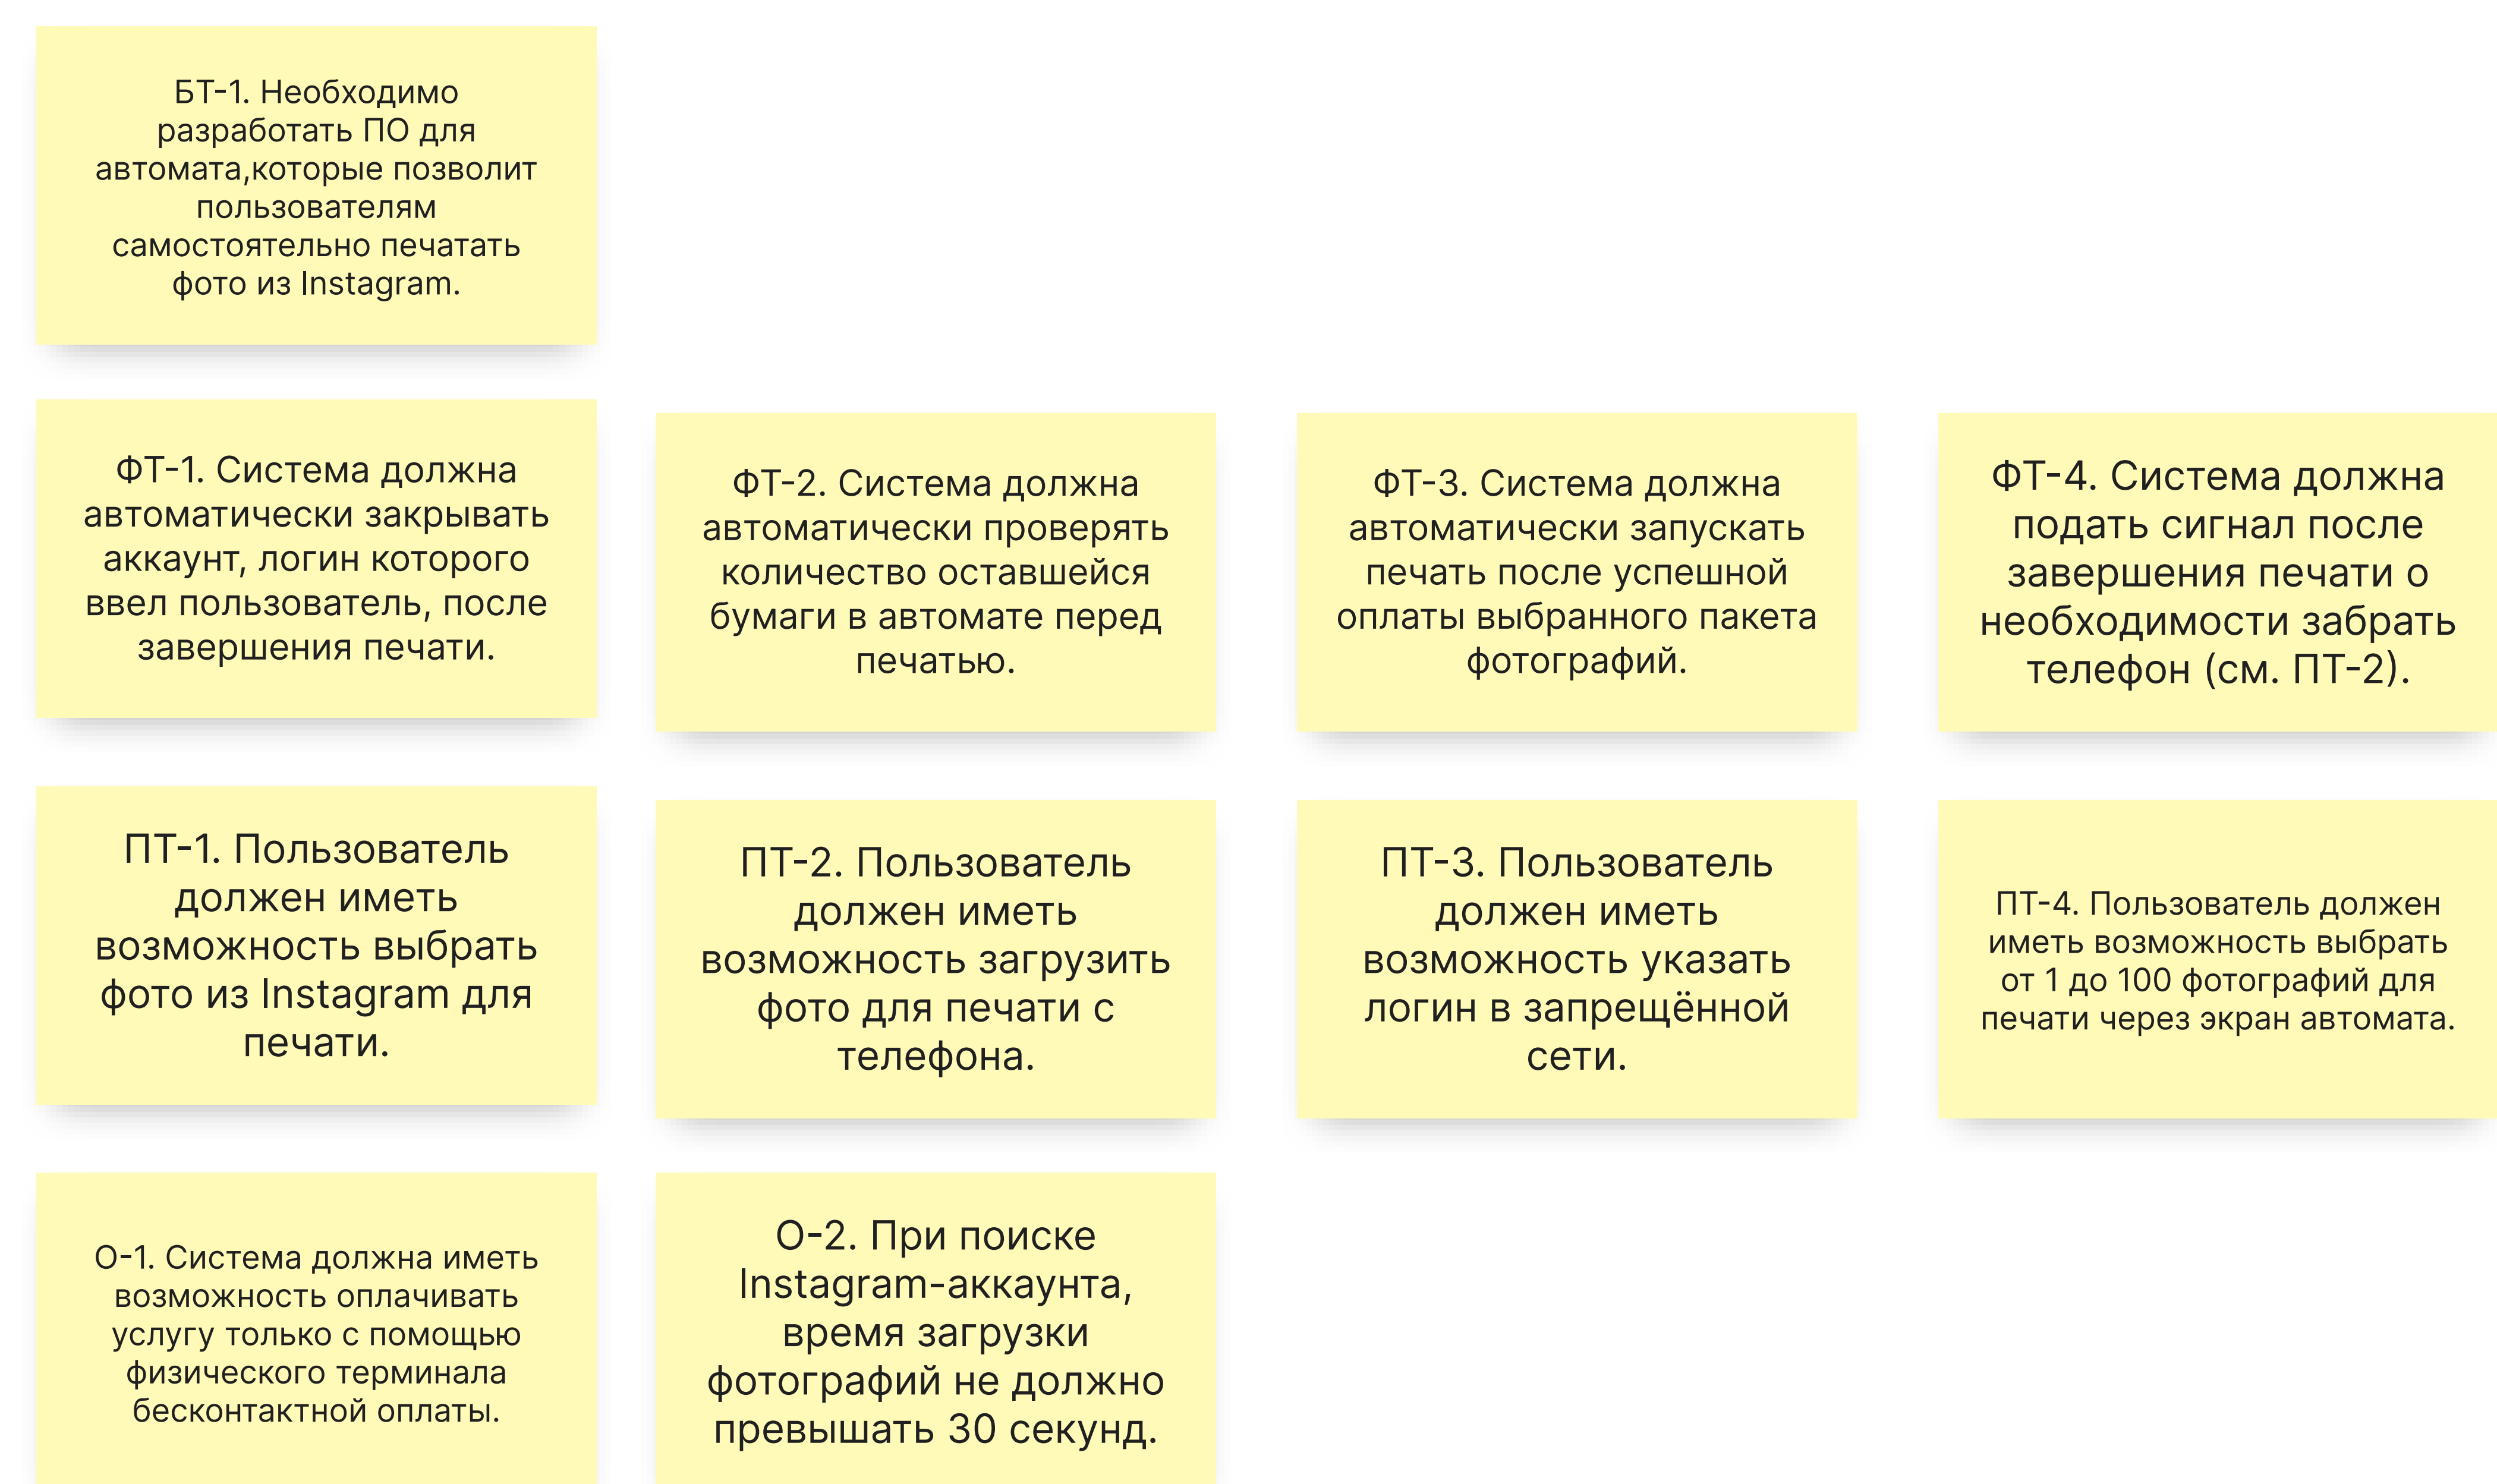 БТ-1. Необходимо
разработать ПО для
автомата,которые позволит
пользователям
самостоятельно печатать
фото из Instagram.
ФТ-1. Система должна
автоматически закрывать
аккаунт, логин которого
ввел пользователь, после
завершения печати.
ФТ-2. Система должна
автоматически проверять
количество оставшейся
бумаги в автомате перед
печатью.
ФТ-3. Система должна
автоматически запускать
печать после успешной
оплаты выбранного пакета
фотографий.
ФТ-4. Система должна
подать сигнал после
завершения печати о
необходимости забрать
телефон (см. ПТ-2).
ПТ-1. Пользователь
должен иметь
возможность выбрать
фото из Instagram для
печати.
ПТ-2. Пользователь
должен иметь
возможность загрузить
фото для печати с
телефона.
ПТ-3. Пользователь
должен иметь
возможность указать
логин в запрещённой
сети.
ПТ-4. Пользователь должен
иметь возможность выбрать
от 1 до 100 фотографий для
печати через экран автомата.
О-1. Система должна иметь
возможность оплачивать
услугу только с помощью
физического терминала
бесконтактной оплаты.
О-2. При поиске
Instagram-аккаунта,
время загрузки
фотографий не должно
превышать 30 секунд.